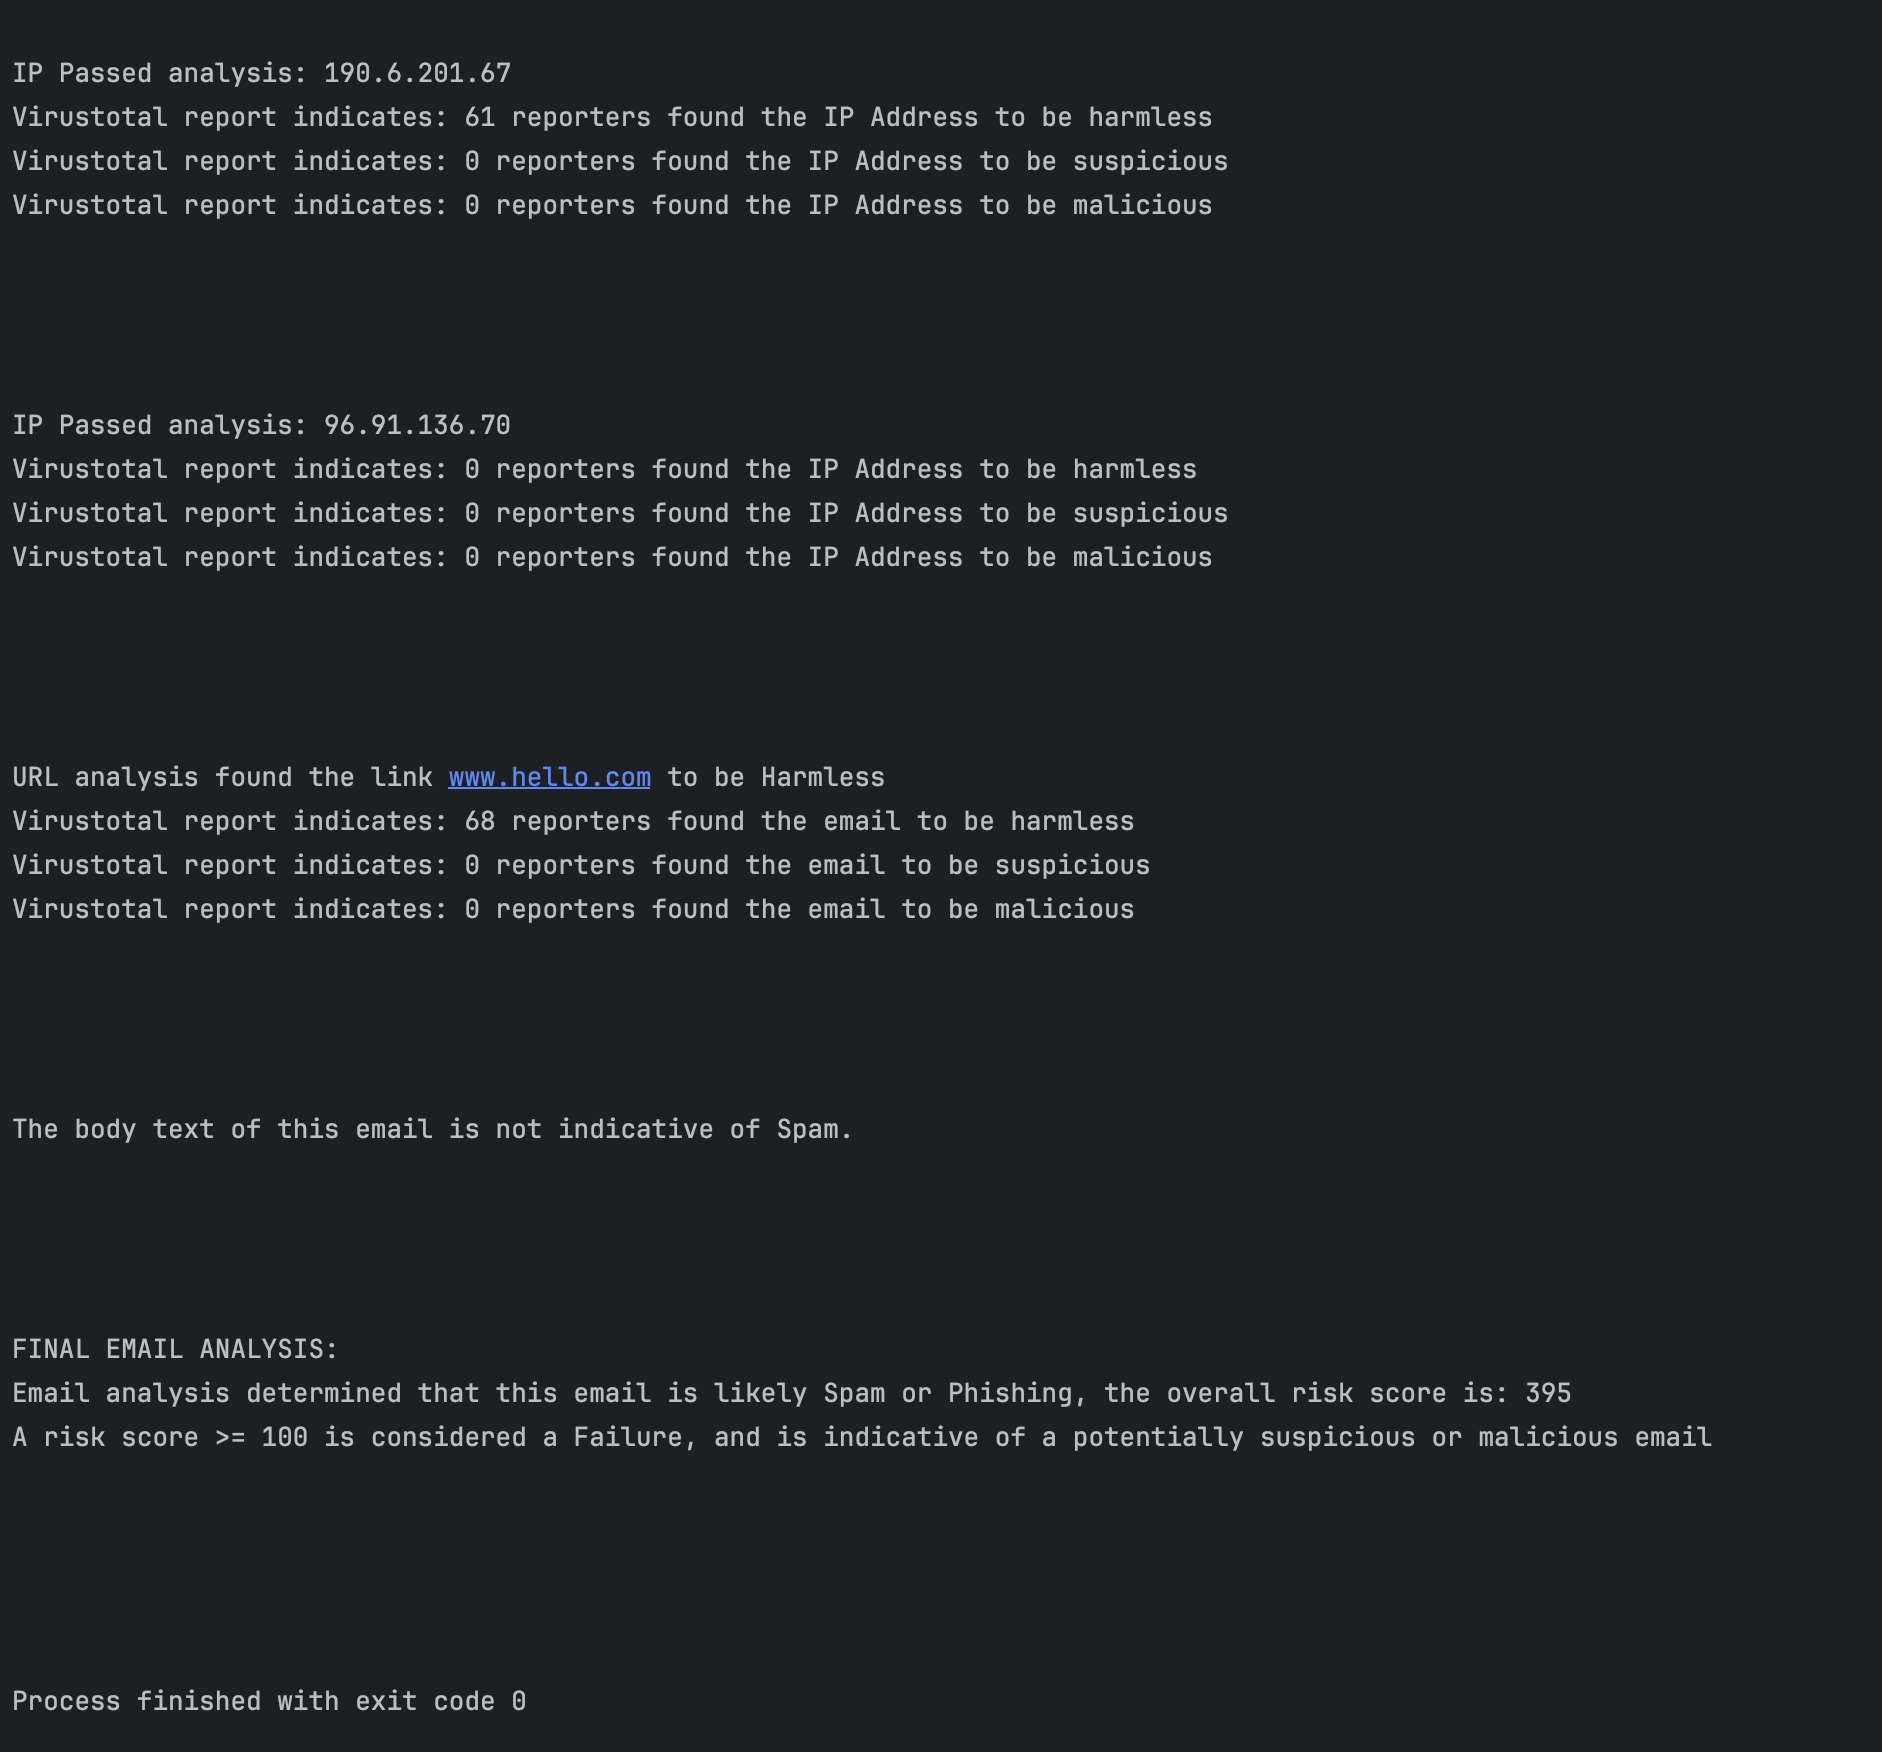 IP Passed analysis: 190.6.201.67
Virustotal report indicates: 61 reporters found the IP Address to be harmless
Virustotal report indicates: 0 reporters found the IP Address to be suspicious
Virustotal report indicates: 0 reporters found the IP Address to be malicious
IP Passed analysis: 96.91.136.70
Virustotal report indicates: 0 reporters found the IP Address to be harmless
Virustotal report indicates: 0 reporters found the IP Address to be suspicious
Virustotal report indicates: 0 reporters found the IP Address to be malicious
URL analysis found the link www.hello.com to be Harmless
Virustotal report indicates: 68 reporters found the email to be harmless
Virustotal report indicates: 0 reporters found the email to be suspicious
Virustotal report indicates: 0 reporters found the email to be malicious
The body text of this email is not indicative of Spam.
FINAL EMAIL ANALYSIS:
Email analysis determined that this email is likely Spam or Phishing, the overall risk score is: 395
A risk score >= 100 is considered a Failure, and is indicative of a potentially suspicious or malicious email
Process finished with exit code 0